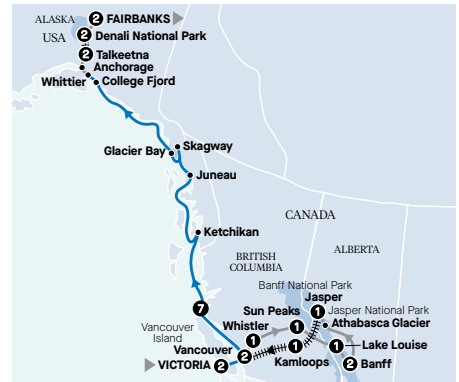 ALASKA
2 FAIRBANKS
USA
2 Denali National Park
2 Talkeetna
Anchorage
Whittier
College Fjord
Glacier Bay
Skagway
Juneau
Ketchikan
CANADA
BRITISH
COLUMBIA
ALBERTA
7
Banff National Park
Jasper
1
Jasper National Park
Sun Peaks
1
Athabasca Glacier
Vancouver
Island
Whistler
1
Vancouver
2
1
Kamloops
1
Lake Louise
VICTORIA 2
2 Banff